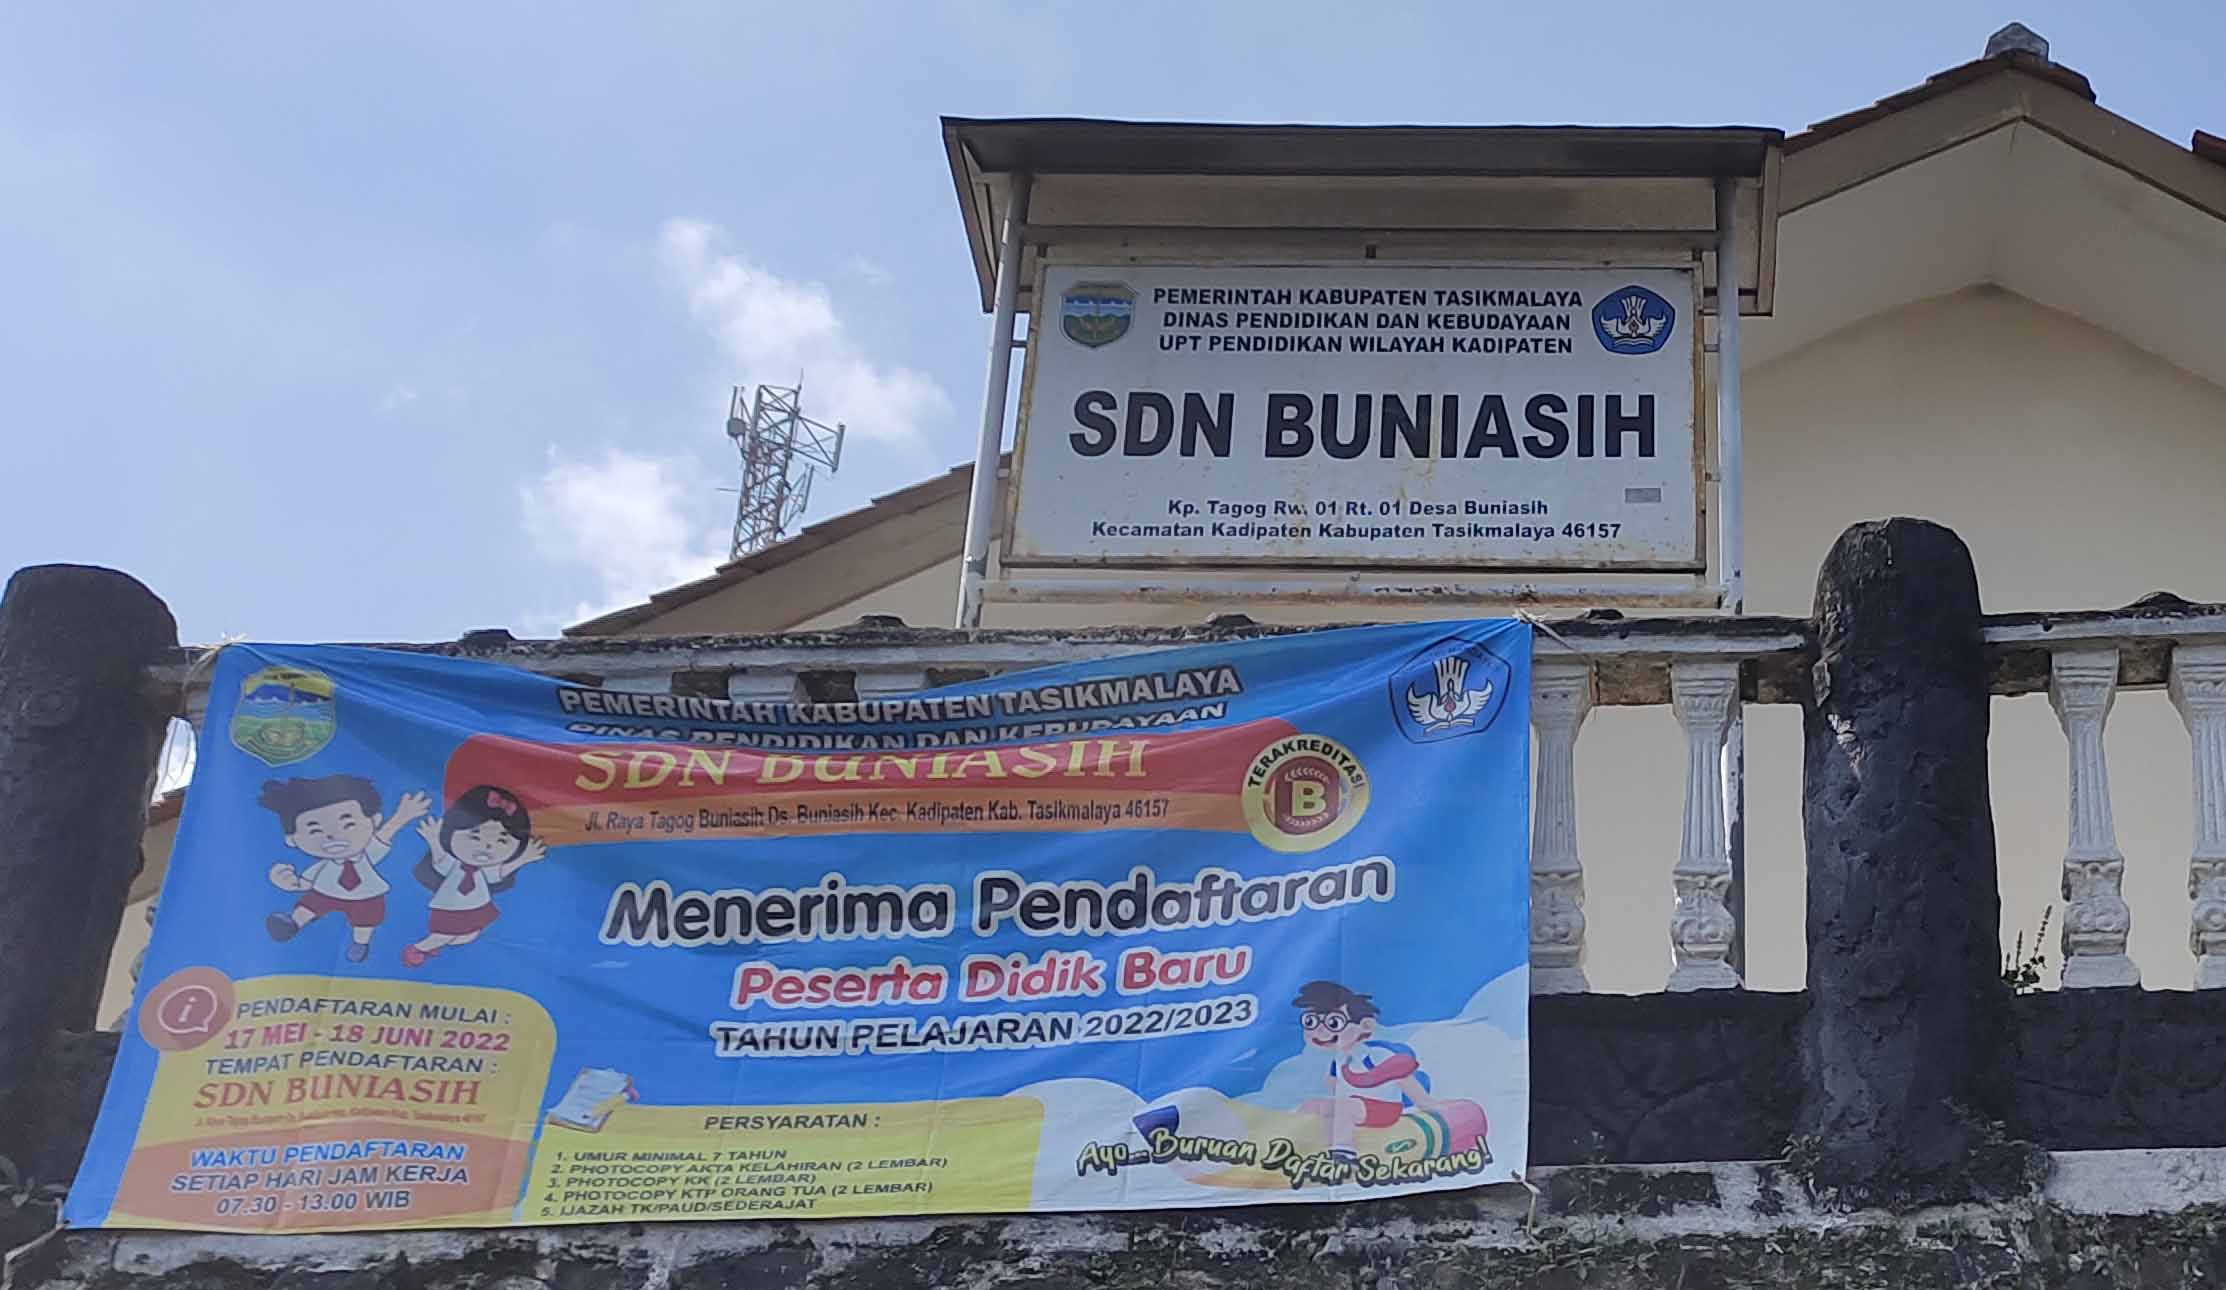 PEMERINTAH KABUPATEN TASIKMALAYA
DINAS PENDIDIKAN DAN KEBUDAYAAN
UPT PENDIDIKAN WILAYAH KADIPATEN
SDN BUNIASIH
Kp. Tagog Rw. 01 Rt. 01 Desa Buniasih
Kecamatan Kadipaten Kabupaten Tasikmalaya 46157
PEMERINTAH KABUPATEN TASIKMALAYA
DINAS PENDIDIKAN DAN KEBUDAYAAN
SDN BUNIASIH
Jl. Raya Tagog Buniasih Ds. Buniasih Kec. Kadipaten Kab. Tasikmalaya 46157
TERAKREDITASI
B
Menerima Pendaftaran
Peserta Didik Baru
TAHUN PELAJARAN 2022/2023
PENDAFTARAN MULAI :
17 MEI - 18 JUNI 2022
TEMPAT PENDAFTARAN :
SDN BUNIASIH
WAKTU PENDAFTARAN
SETIAP HARI JAM KERJA
07.30 - 13.00 WIB
PERSYARATAN :
1. UMUR MINIMAL 7 TAHUN
2. PHOTOCOPY AKTA KELAHIRAN (2 LEMBAR)
3. PHOTOCOPY KK (2 LEMBAR)
4. PHOTOCOPY KTP ORANG TUA (2 LEMBAR)
5. IJAZAH TK/PAUD/SEDERAJAT
Ayo... Buruan Daftar Sekarang!